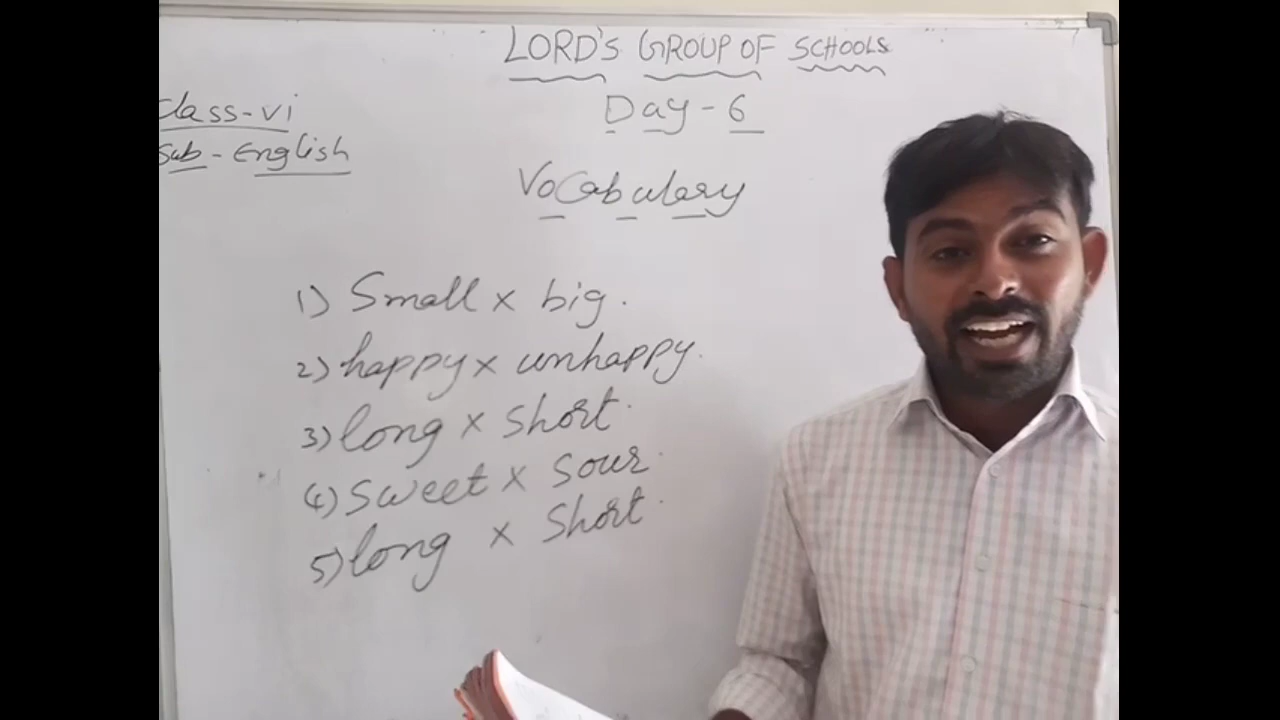 LORD'S GROUP OF SCHOOLS
Day - 6
Class - vi
Sub - English
Vocabulary
1) Small x big.
2) happy x unhappy.
3) long x short.
4) Sweet x Sour.
5) long x Short.